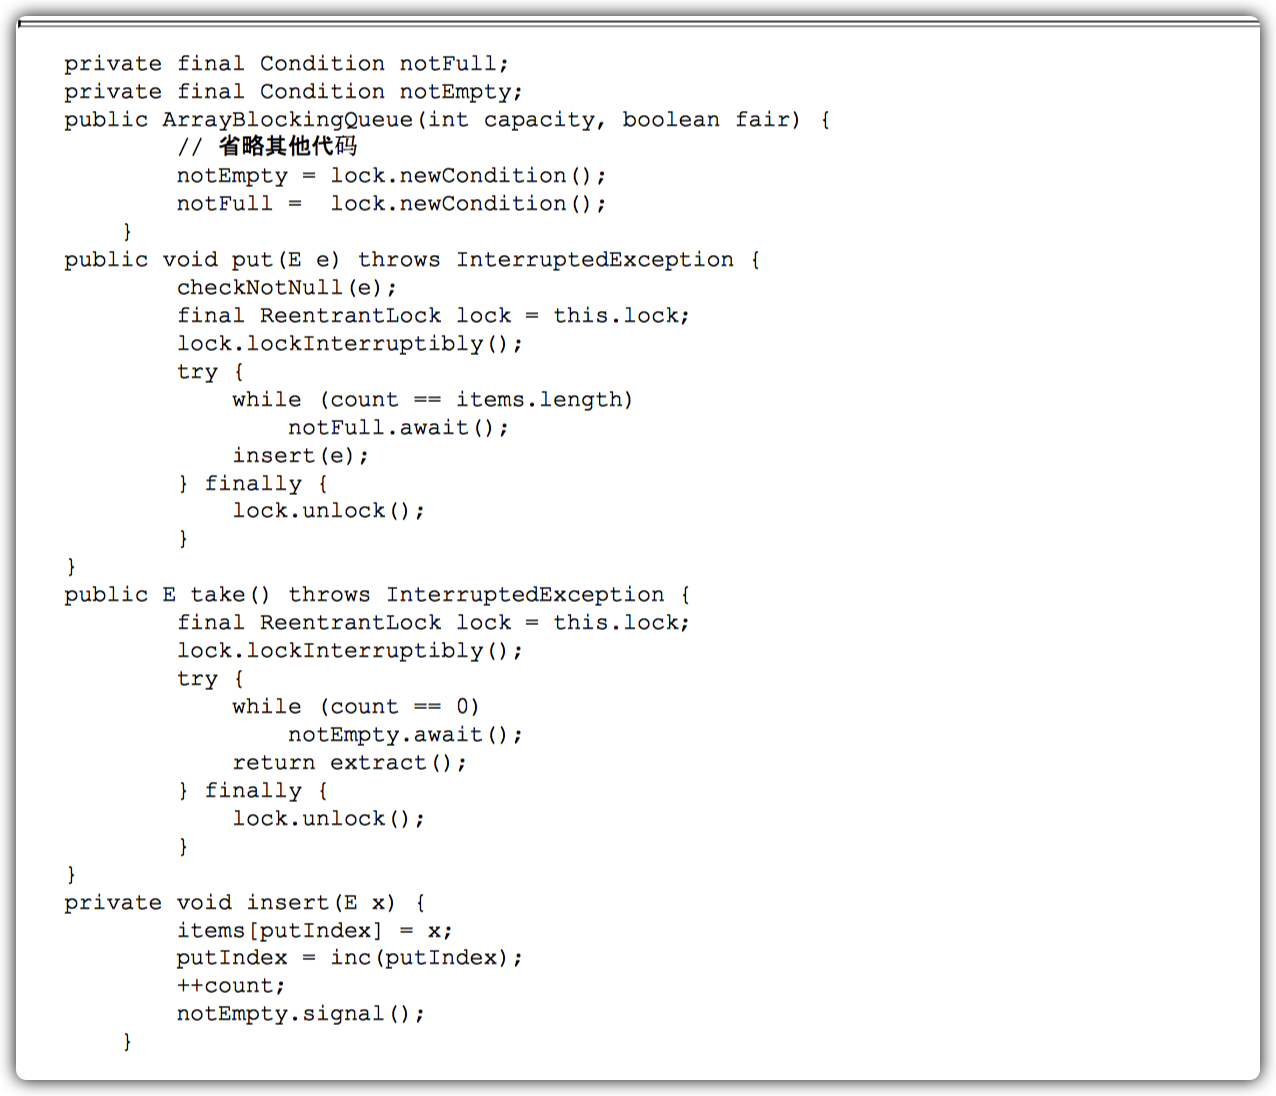 private final Condition notFull;
private final Condition notEmpty;
public ArrayBlockingQueue(int capacity, boolean fair) {
// 省略其他代码
notEmpty = lock.newCondition();
notFull =  lock.newCondition();
}
public void put(E e) throws InterruptedException {
checkNotNull(e);
final ReentrantLock lock = this.lock;
lock.lockInterruptibly();
try {
while (count == items.length)
notFull.await();
insert(e);
} finally {
lock.unlock();
}
}
public E take() throws InterruptedException {
final ReentrantLock lock = this.lock;
lock.lockInterruptibly();
try {
while (count == 0)
notEmpty.await();
return extract();
} finally {
lock.unlock();
}
}
private void insert(E x) {
items[putIndex] = x;
putIndex = inc(putIndex);
++count;
notEmpty.signal();
}